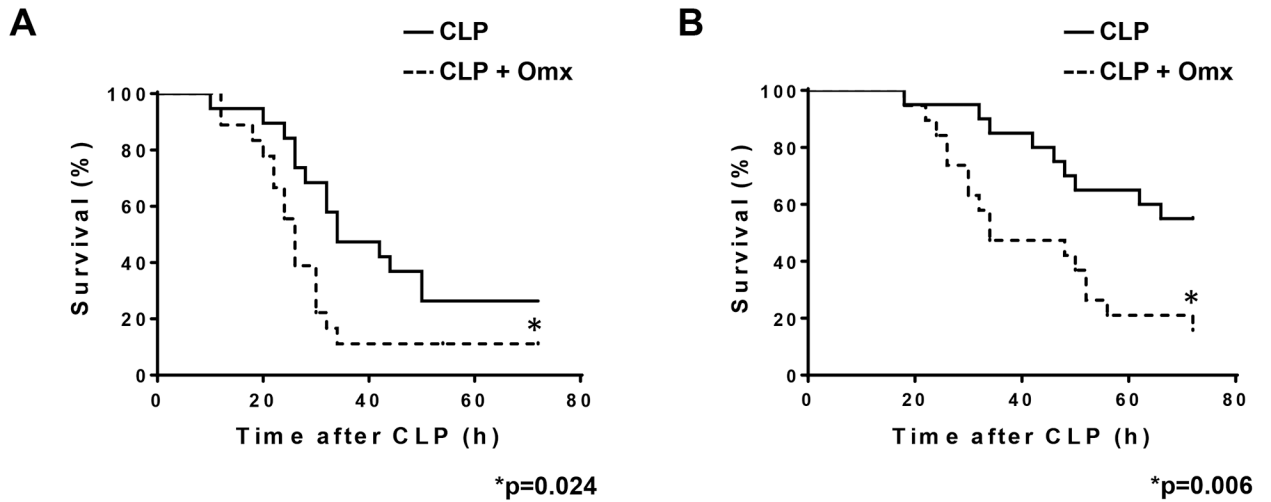 A
CLP
CLP + Omx
100
80
60
40
20
0
Survival (%)
*
0 20 40 60 80
Time after CLP (h)
*p=0.024
B
CLP
CLP + Omx
100
80
60
40
20
0
Survival (%)
*
0 20 40 60 80
Time after CLP (h)
*p=0.006